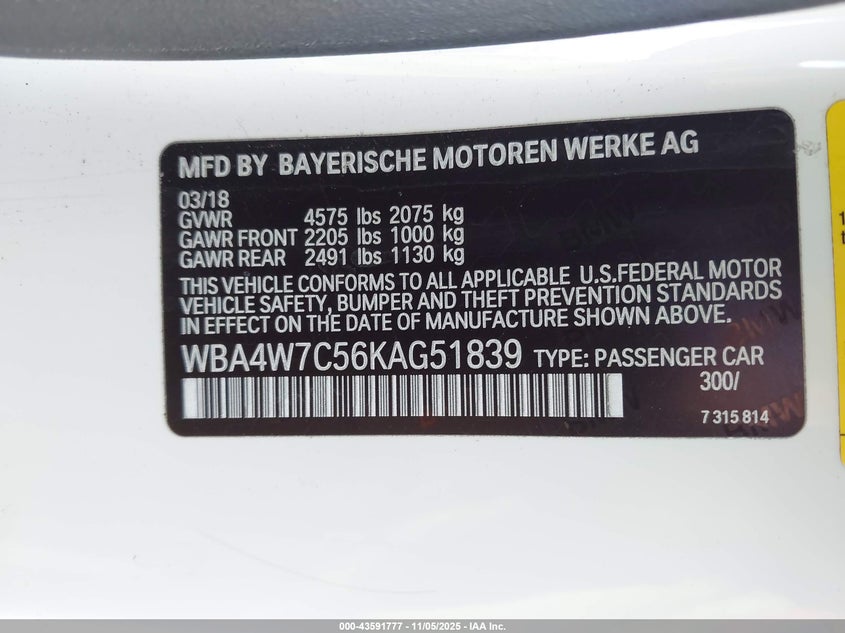 MFD BY BAYERISCHE MOTOREN WERKE AG
03/18
GVWR 4575 lbs 2075 kg
GAWR FRONT 2205 lbs 1000 kg
GAWR REAR 2491 lbs 1130 kg
THIS VEHICLE CONFORMS TO ALL APPLICABLE U.S.FEDERAL MOTOR
VEHICLE SAFETY, BUMPER AND THEFT PREVENTION STANDARDS
IN EFFECT ON THE DATE OF MANUFACTURE SHOWN ABOVE.
WBA4W7C56KAG51839 TYPE: PASSENGER CAR
300/
7 315 814
000-43591777 - 11/05/2025 - IAA Inc.